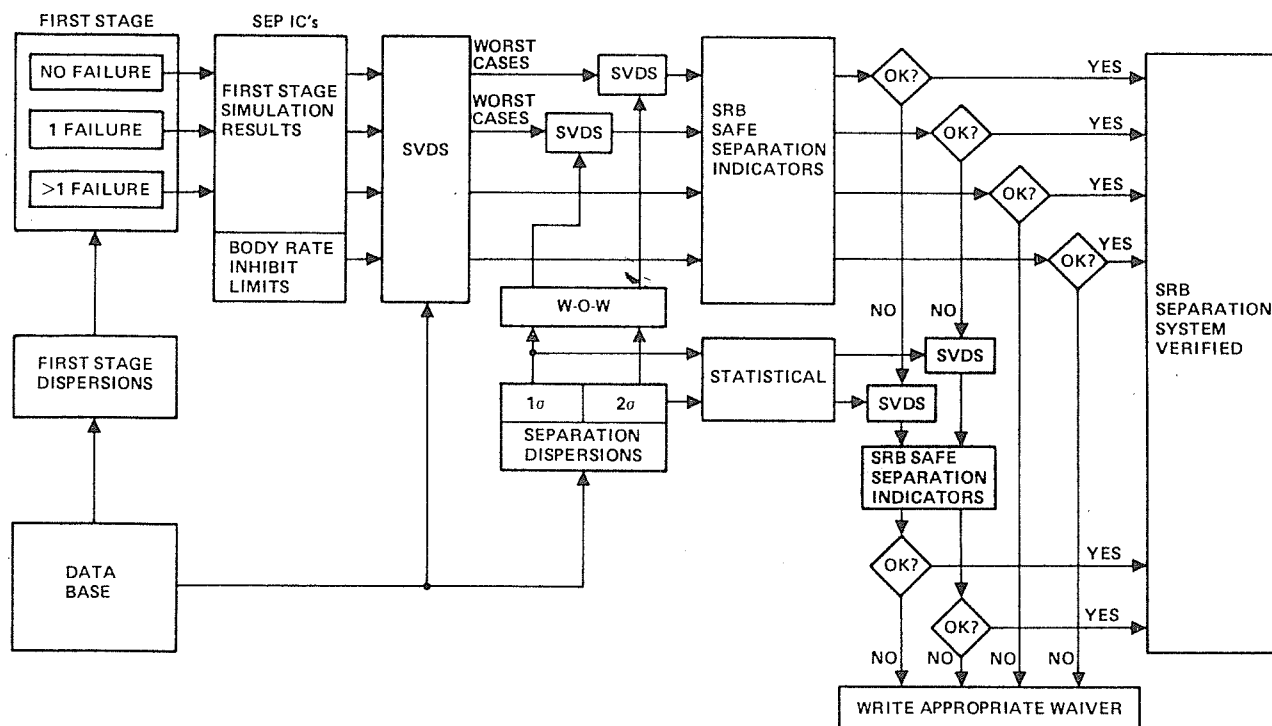 FIRST STAGE
SEP IC's
NO FAILURE
1 FAILURE
>1 FAILURE
FIRST STAGE
SIMULATION
RESULTS
BODY RATE
INHIBIT
LIMITS
SVDS
WORST
CASES
WORST
CASES
SVDS
SVDS
SRB
SAFE
SEPARATION
INDICATORS
OK?
YES
OK?
YES
OK?
YES
OK?
YES
SRB
SEPARATION
SYSTEM
VERIFIED
W-O-W
NO
NO
FIRST STAGE
DISPERSIONS
1σ
2σ
SEPARATION
DISPERSIONS
STATISTICAL
SVDS
SVDS
SRB SAFE
SEPARATION
INDICATORS
DATA
BASE
OK?
YES
OK?
YES
NO
NO
NO
NO
WRITE APPROPRIATE WAIVER